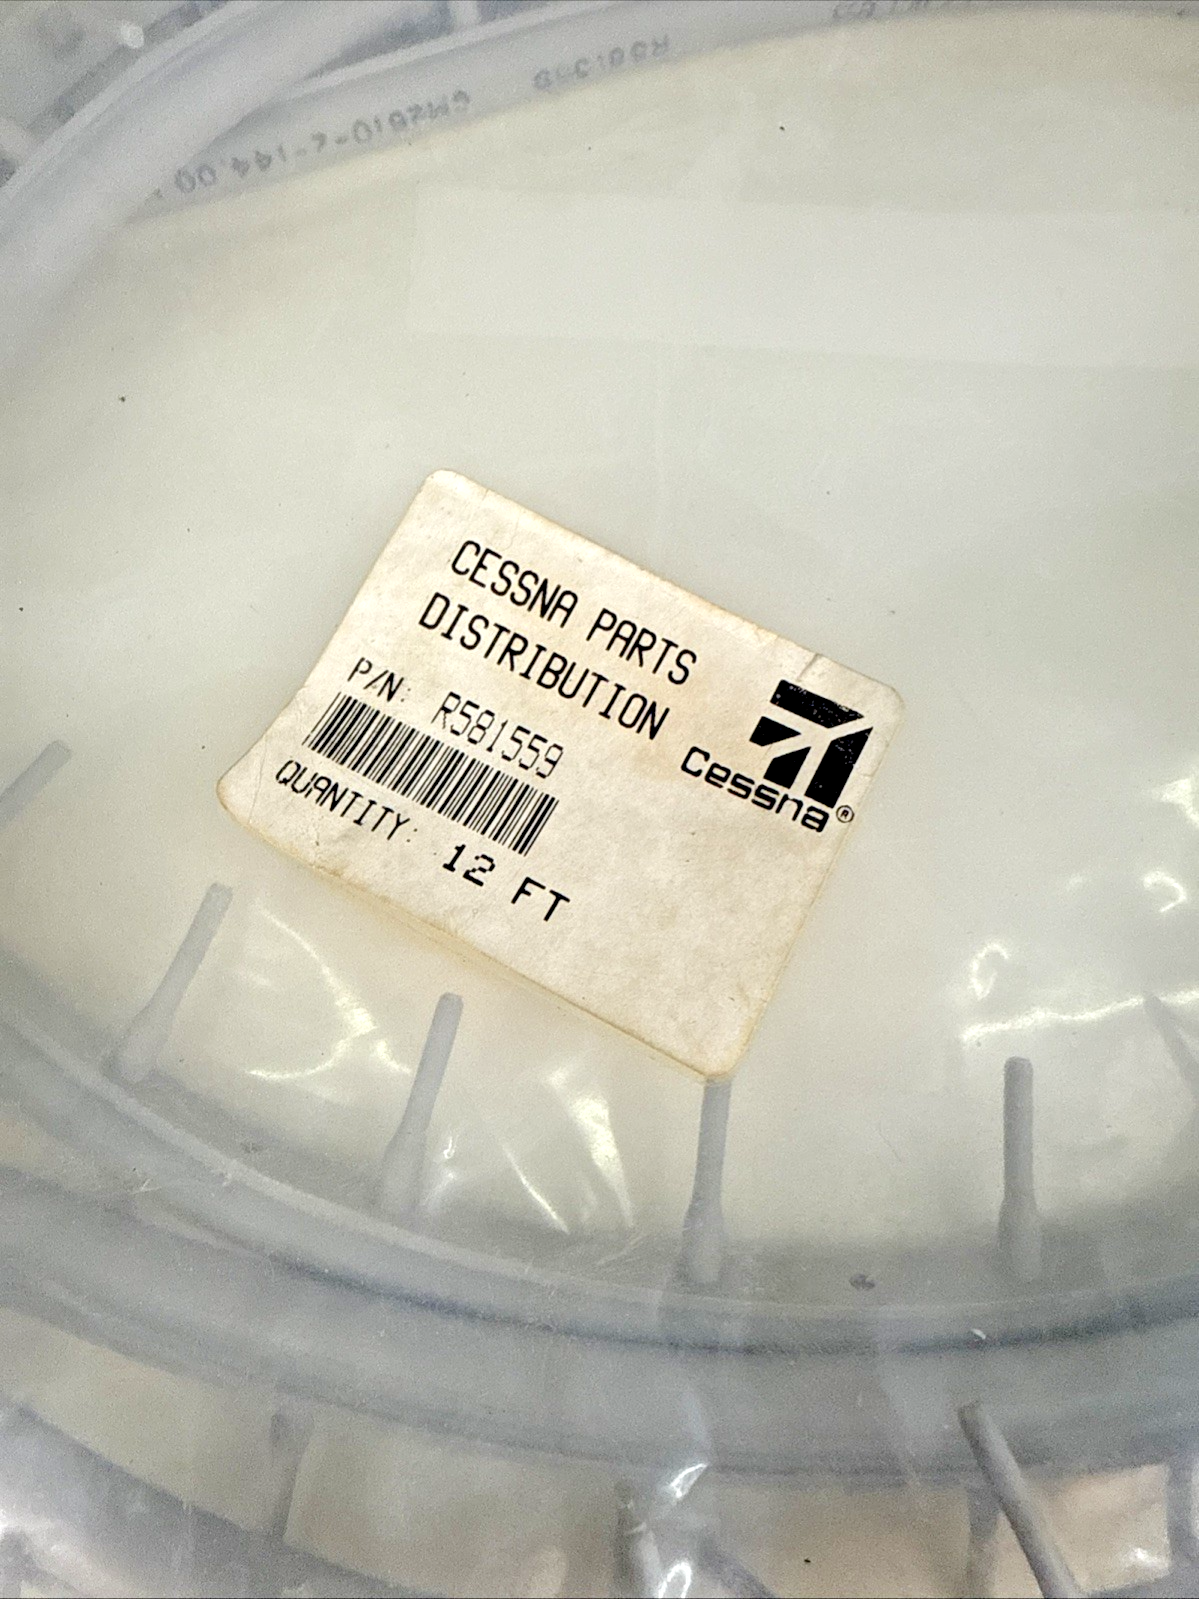 CESSNA PARTS
DISTRIBUTION
P/N: R581559
QUANTITY: 12 FT
Cessna®